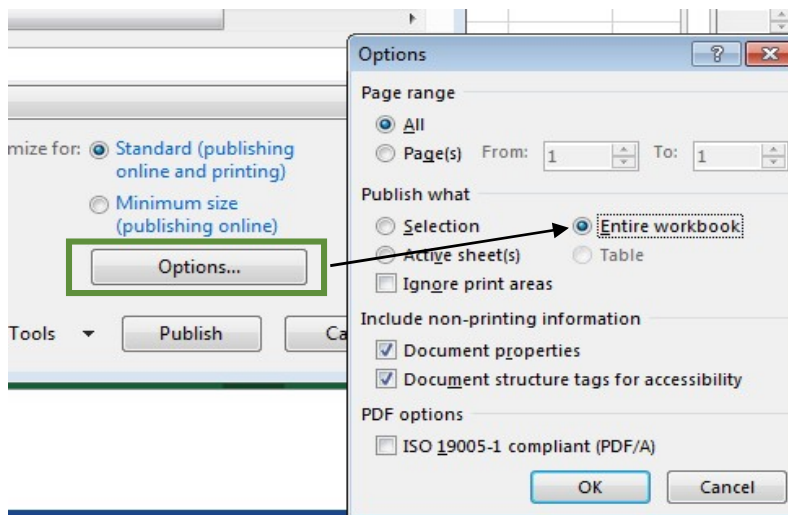 Options
Page range
All
Page(s) From: 1 To: 1
mize for: Standard (publishing
online and printing)
Minimum size
(publishing online)
Options...
Tools Publish Ca
Publish what
Selection Entire workbook
Active sheet(s) Table
Ignore print areas
Include non-printing information
Document properties
Document structure tags for accessibility
PDF options
ISO 19005-1 compliant (PDF/A)
OK Cancel